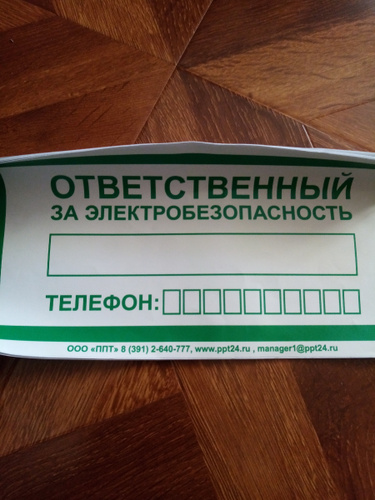 ОТВЕТСТВЕННЫЙ
ЗА ЭЛЕКТРОБЕЗОПАСНОСТЬ
ТЕЛЕФОН:
ООО «ППТ» 8 (391) 2-640-777, www.ppt24.ru , manager1@ppt24.ru